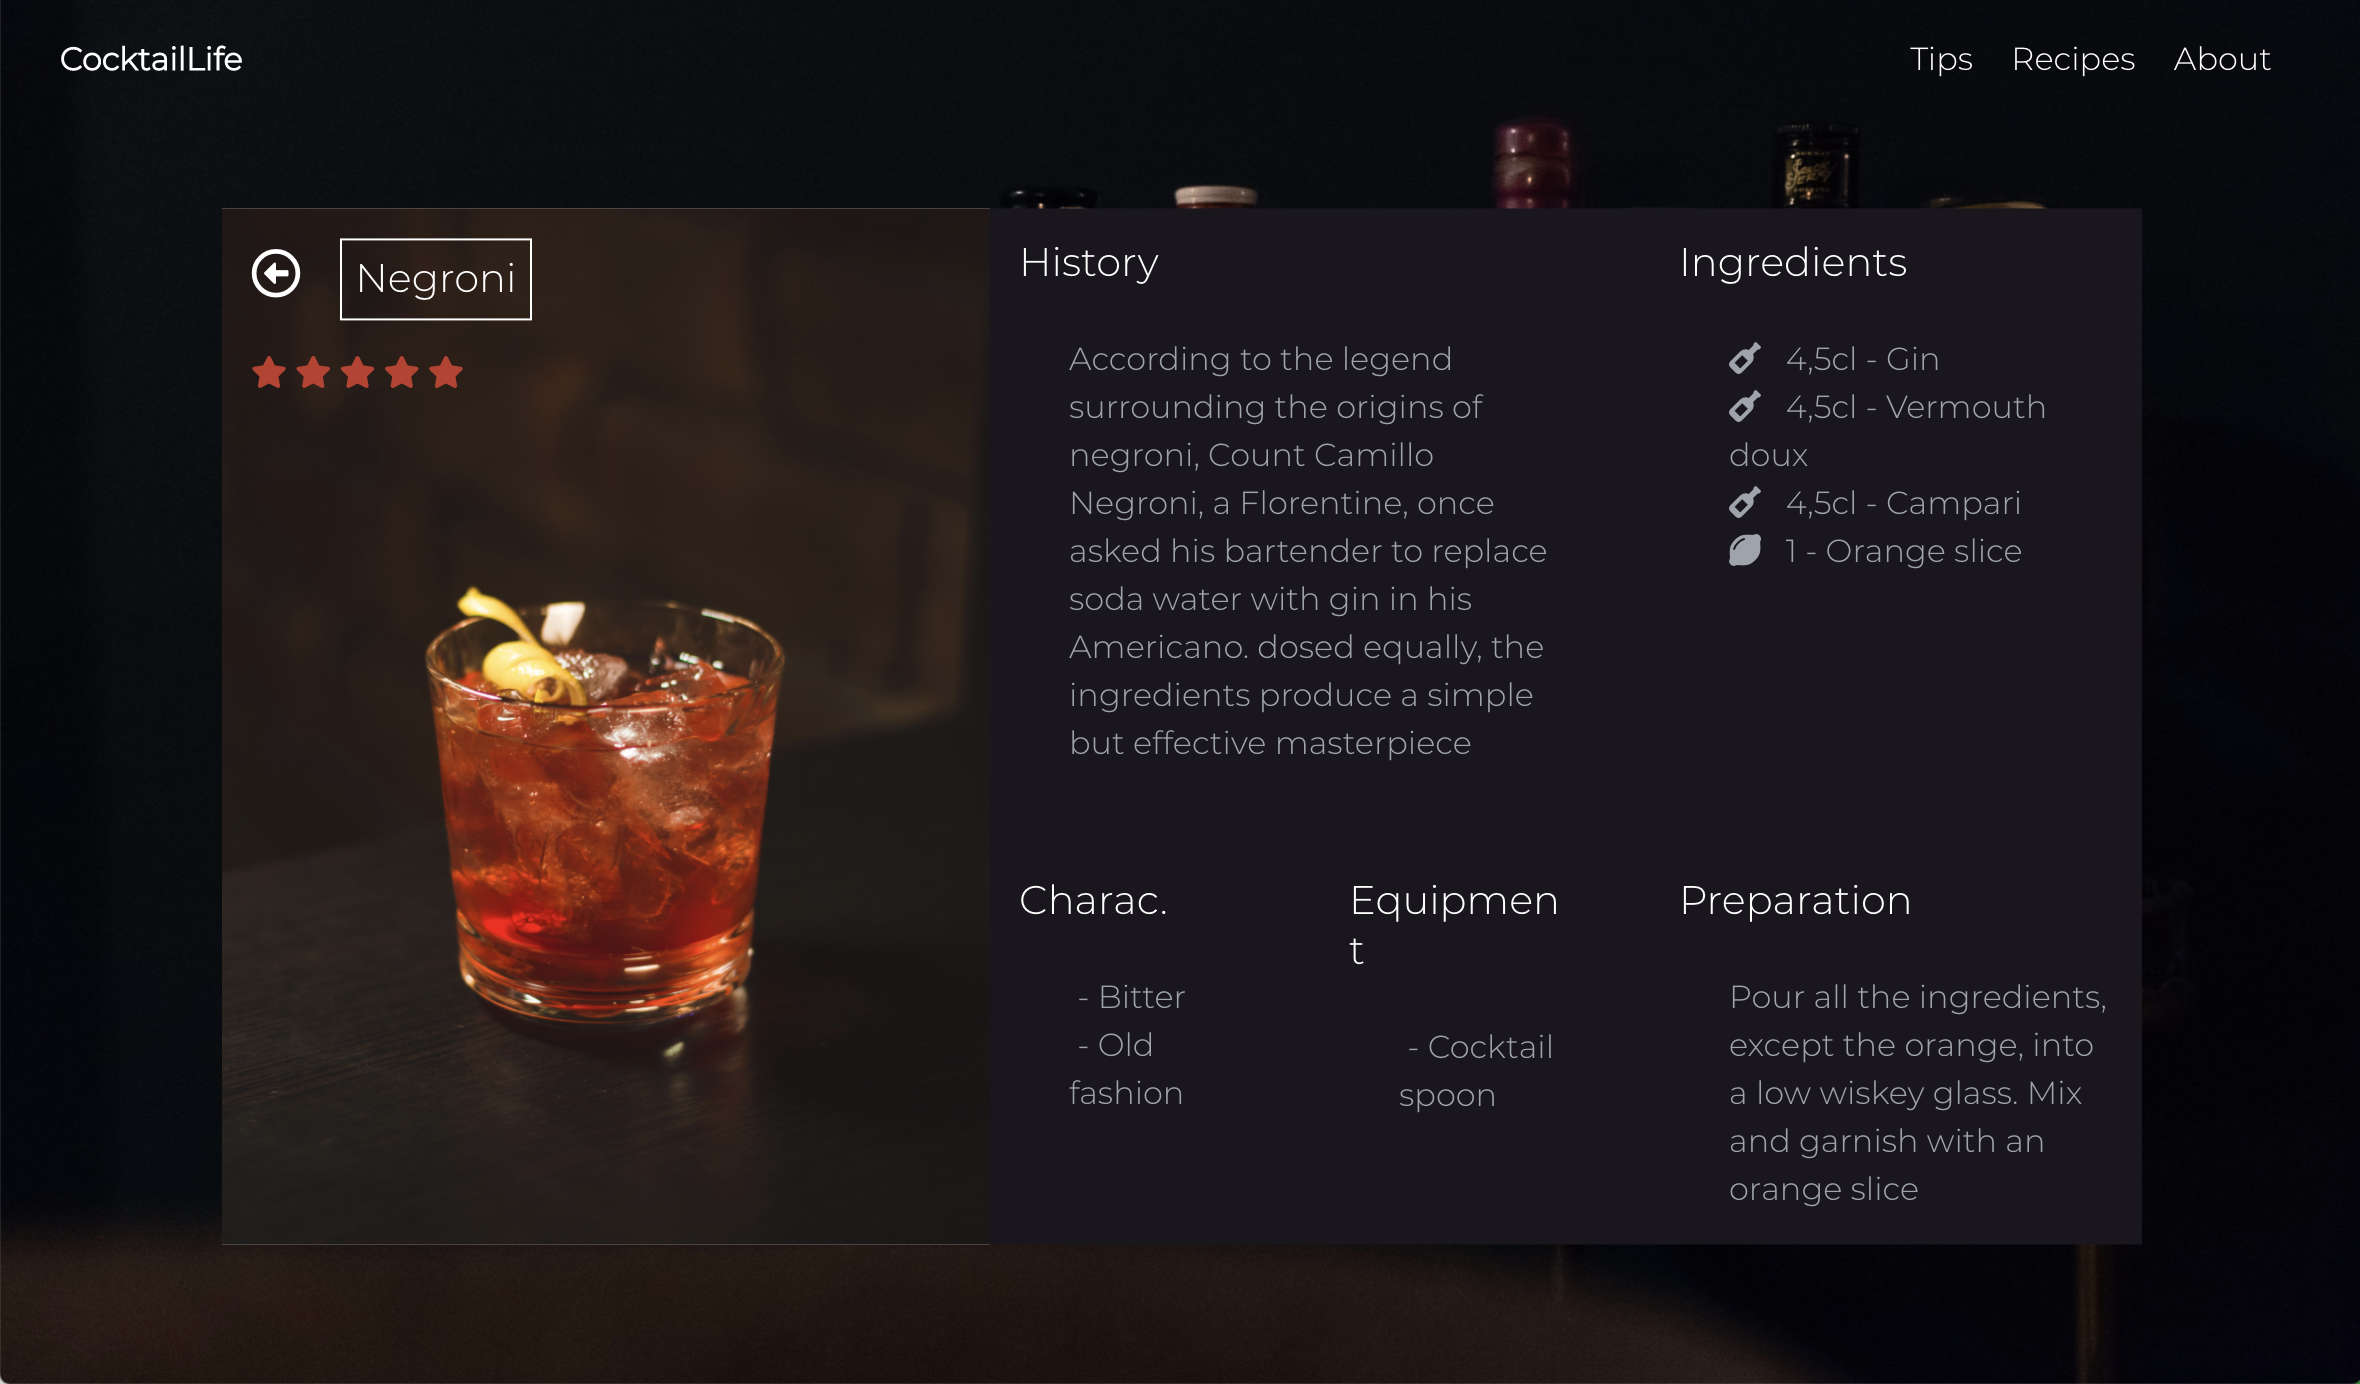 CocktailLife
Tips Recipes About
Negroni
History
According to the legend
surrounding the origins of
negroni, Count Camillo
Negroni, a Florentine, once
asked his bartender to replace
soda water with gin in his
Americano. dosed equally, the
ingredients produce a simple
but effective masterpiece
Ingredients
4,5cl - Gin
4,5cl - Vermouth
doux
4,5cl - Campari
1 - Orange slice
Charac.
- Bitter
- Old
fashion
Equipmen
t
- Cocktail
spoon
Preparation
Pour all the ingredients,
except the orange, into
a low wiskey glass. Mix
and garnish with an
orange slice